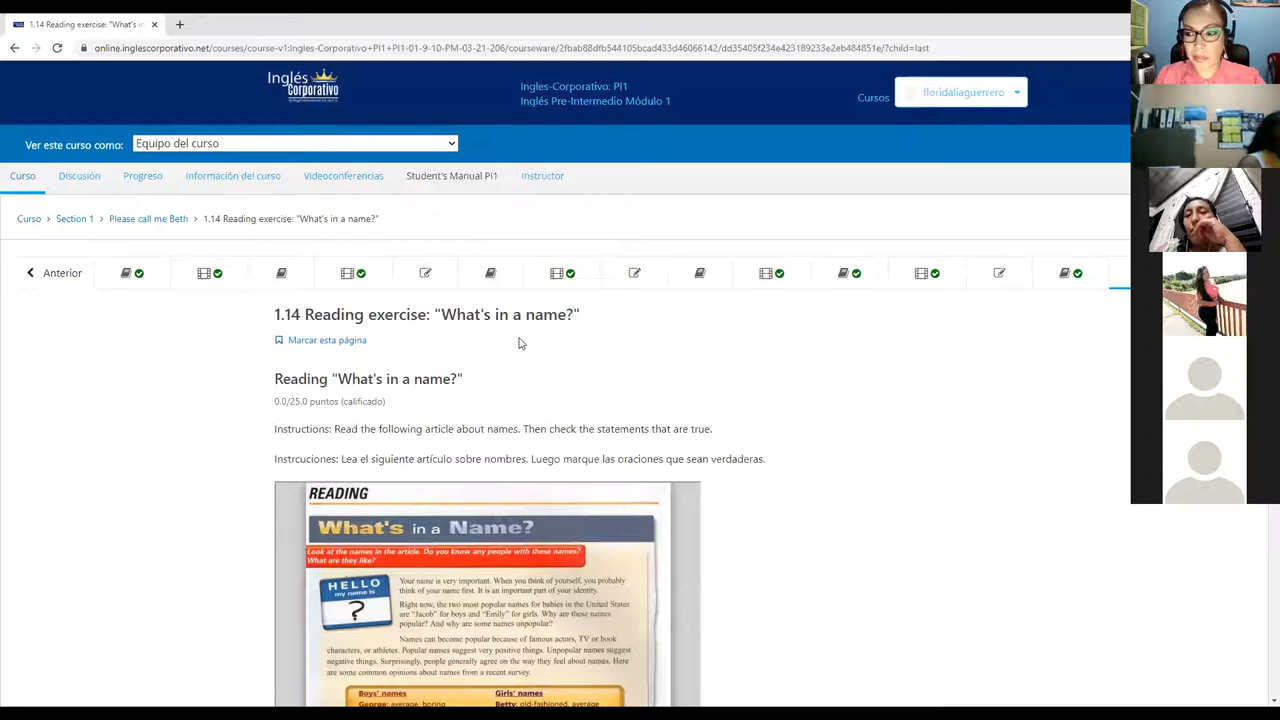 1.14 Reading exercise: "What's in
online.inglescorporativo.net/courses/course-v1:Ingles-Corporativo+PI1+PI1-01-9-10-PM-03-21-206/courseware/2fbab88dfb544105bcad433d46066142/dd35405f234e423189233e2eb484851e/?child=last
Inglés
Corporativo
Ingles-Corporativo: PI1
Inglés Pre-Intermedio Módulo 1
Cursos
floridaliaguerrero
Ver este curso como:
Equipo del curso
Curso
Discusión
Progreso
Información del curso
Videoconferencias
Student's Manual PI1
Instructor
Curso > Section 1 > Please call me Beth > 1.14 Reading exercise: "What's in a name?"
Anterior
1.14 Reading exercise: "What's in a name?"
Marcar esta página
Reading "What's in a name?"
0.0/25.0 puntos (calificado)
Instructions: Read the following article about names. Then check the statements that are true.
Instrucciones: Lea el siguiente artículo sobre nombres. Luego marque las oraciones que sean verdaderas.
READING
What's in a Name?
Look at the names in the article. Do you know any people with these names?
What are they like?
HELLO
my name is
?
Your name is very important. When you think of yourself, you probably
think of your name first. It is an important part of your identity.
Right now, the two most popular names for babies in the United States
are "Jacob" for boys and "Emily" for girls. Why are these names
popular? And why are some names unpopular?
Names can become popular because of famous actors, TV or book
characters, or athletes. Popular names suggest very positive things. Unpopular names suggest
negative things. Surprisingly, people generally agree on the way they feel about names. Here
are some common opinions about names from a recent survey.
Boys' names
Girls' names
George: average, boring
Betty: old-fashioned, average